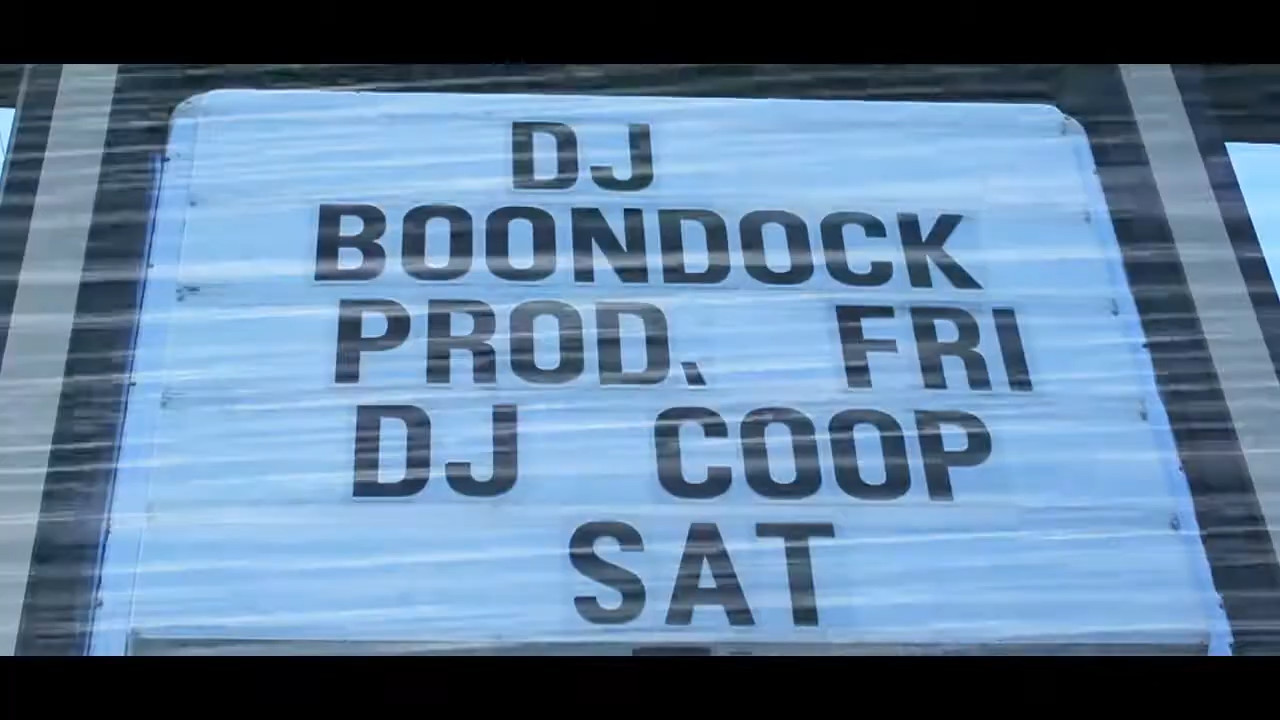 DJ
BOONDOCK
PROD. FRI
DJ COOP
SAT